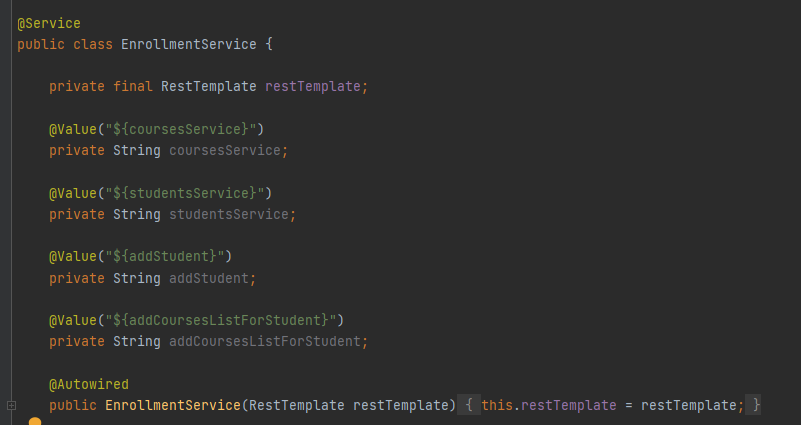 @Service
public class EnrollmentService {
private final RestTemplate restTemplate;
@Value("${coursesService}")
private String coursesService;
@Value("${studentsService}")
private String studentsService;
@Value("${addStudent}")
private String addStudent;
@Value("${addCoursesListForStudent}")
private String addCoursesListForStudent;
@Autowired
public EnrollmentService(RestTemplate restTemplate) { this.restTemplate = restTemplate; }